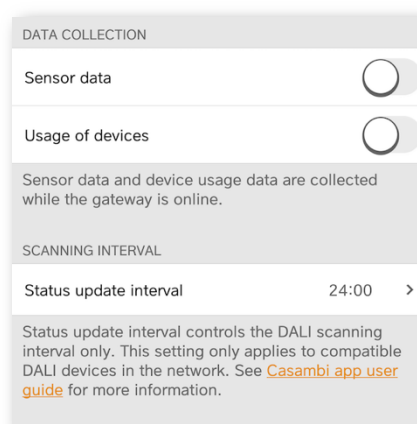 DATA COLLECTION
Sensor data
Usage of devices
Sensor data and device usage data are collected
while the gateway is online.
SCANNING INTERVAL
Status update interval 24:00 >
Status update interval controls the DALI scanning
interval only. This setting only applies to compatible
DALI devices in the network. See Casambi app user
guide for more information.